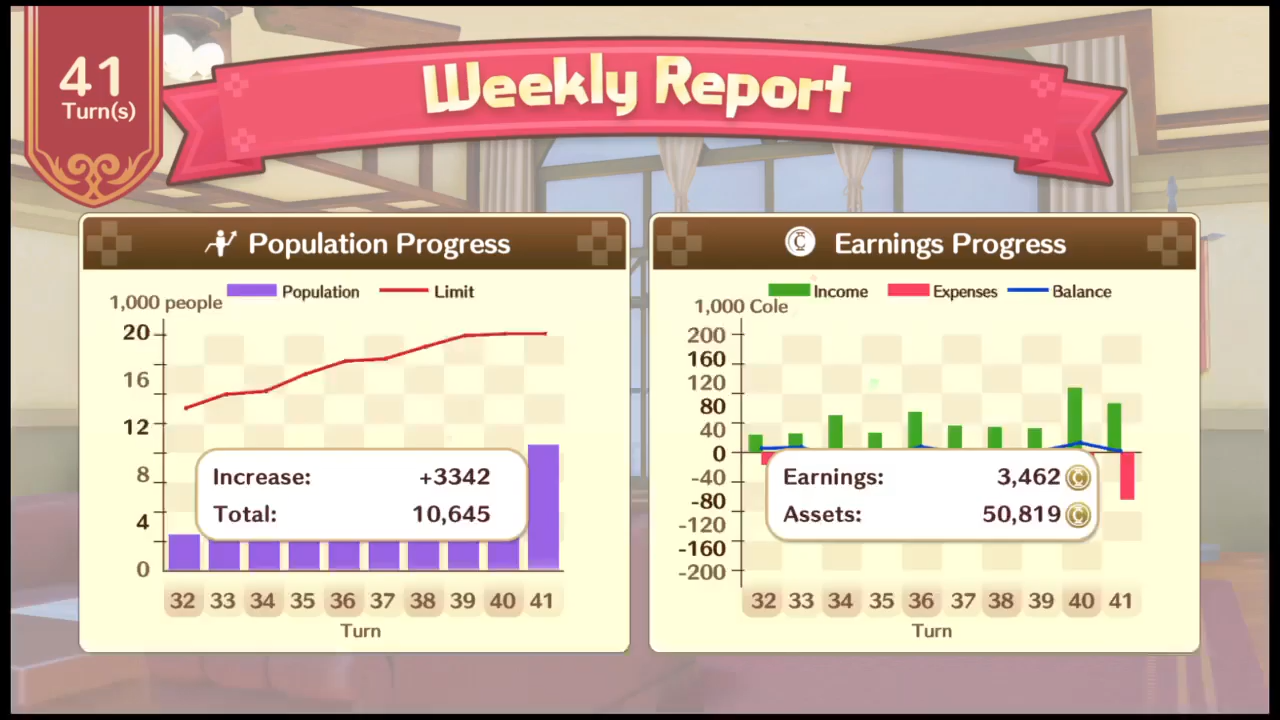 41
Turn(s)
Weekly Report
Population Progress
Population
Limit
1,000 people
20
16
12
8
4
0
Increase: +3342
Total: 10,645
32 33 34 35 36 37 38 39 40 41
Turn
Earnings Progress
Income
Expenses
Balance
1,000 Cole
200
160
120
80
40
0
-40
-80
-120
-160
-200
Earnings: 3,462
Assets: 50,819
32 33 34 35 36 37 38 39 40 41
Turn